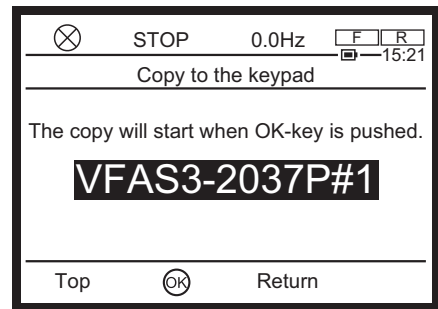 STOP 0.0Hz F R
15:21
Copy to the keypad
The copy will start when OK-key is pushed.
VFAS3-2037P#1
Top OK Return